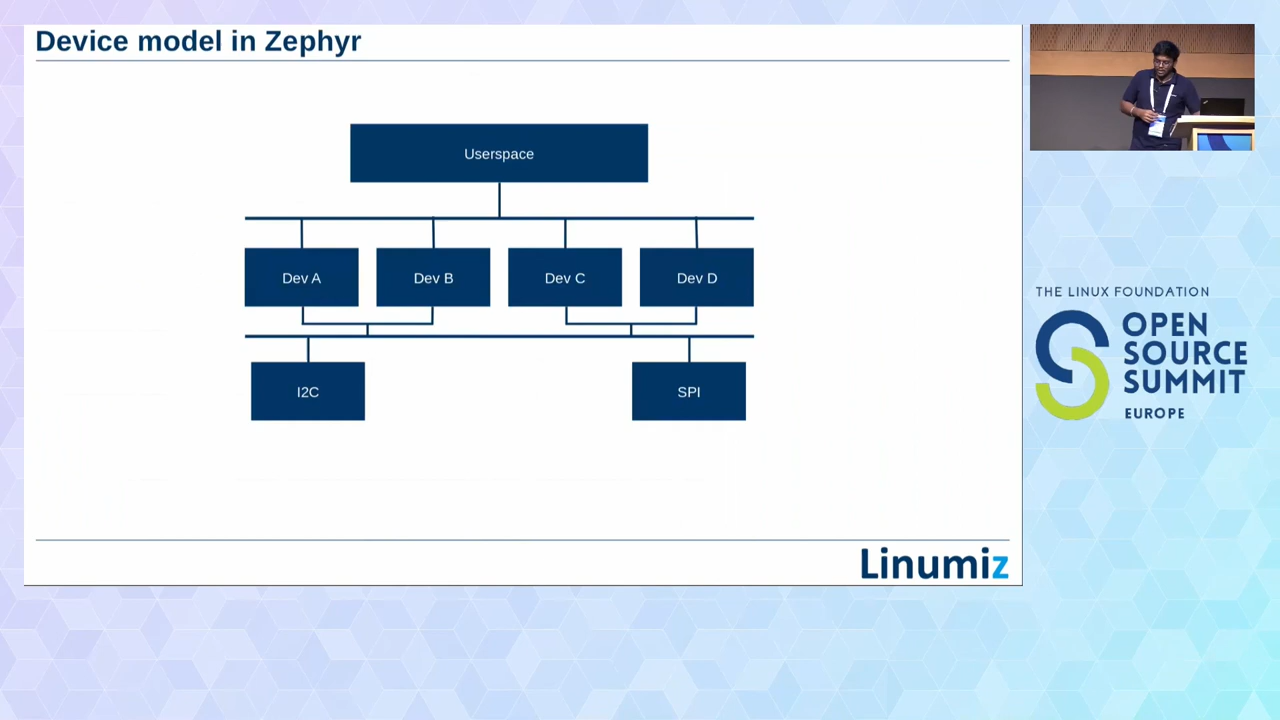 Device model in Zephyr
Userspace
Dev A
Dev B
Dev C
Dev D
I2C
SPI
Linumiz
THE LINUX FOUNDATION
OPEN
SOURCE
SUMMIT
EUROPE